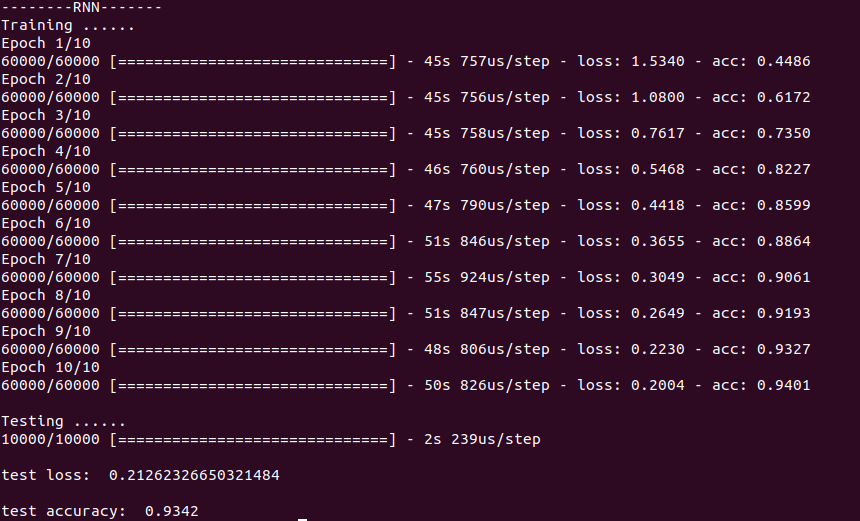 --------RNN-------
Training ......
Epoch 1/10
60000/60000 [==============================] - 45s 757us/step - loss: 1.5340 - acc: 0.4486
Epoch 2/10
60000/60000 [==============================] - 45s 756us/step - loss: 1.0800 - acc: 0.6172
Epoch 3/10
60000/60000 [==============================] - 45s 758us/step - loss: 0.7617 - acc: 0.7350
Epoch 4/10
60000/60000 [==============================] - 46s 760us/step - loss: 0.5468 - acc: 0.8227
Epoch 5/10
60000/60000 [==============================] - 47s 790us/step - loss: 0.4418 - acc: 0.8599
Epoch 6/10
60000/60000 [==============================] - 51s 846us/step - loss: 0.3655 - acc: 0.8864
Epoch 7/10
60000/60000 [==============================] - 55s 924us/step - loss: 0.3049 - acc: 0.9061
Epoch 8/10
60000/60000 [==============================] - 51s 847us/step - loss: 0.2649 - acc: 0.9193
Epoch 9/10
60000/60000 [==============================] - 48s 806us/step - loss: 0.2230 - acc: 0.9327
Epoch 10/10
60000/60000 [==============================] - 50s 826us/step - loss: 0.2004 - acc: 0.9401
Testing ......
10000/10000 [==============================] - 2s 239us/step
test loss:  0.21262326650321484
test accuracy:  0.9342